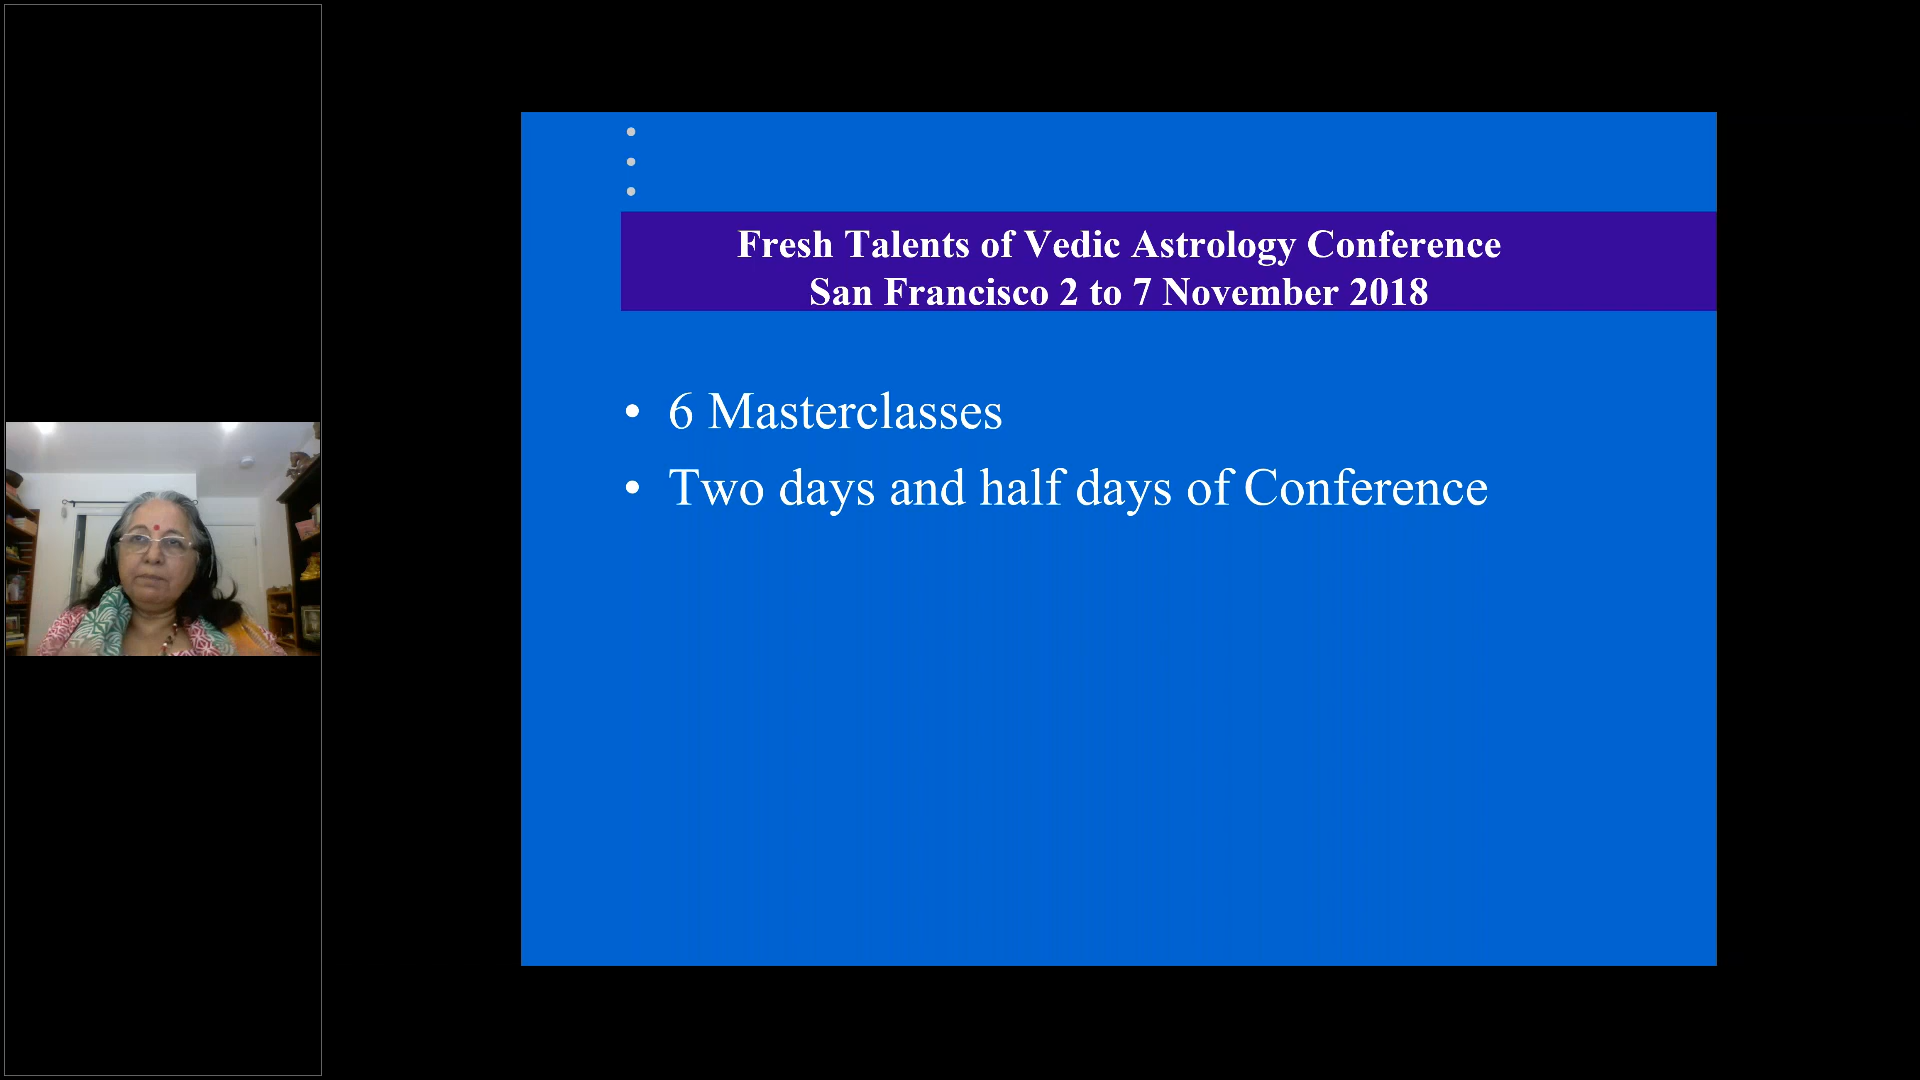 Fresh Talents of Vedic Astrology Conference
San Francisco 2 to 7 November 2018
• 6 Masterclasses
• Two days and half days of Conference